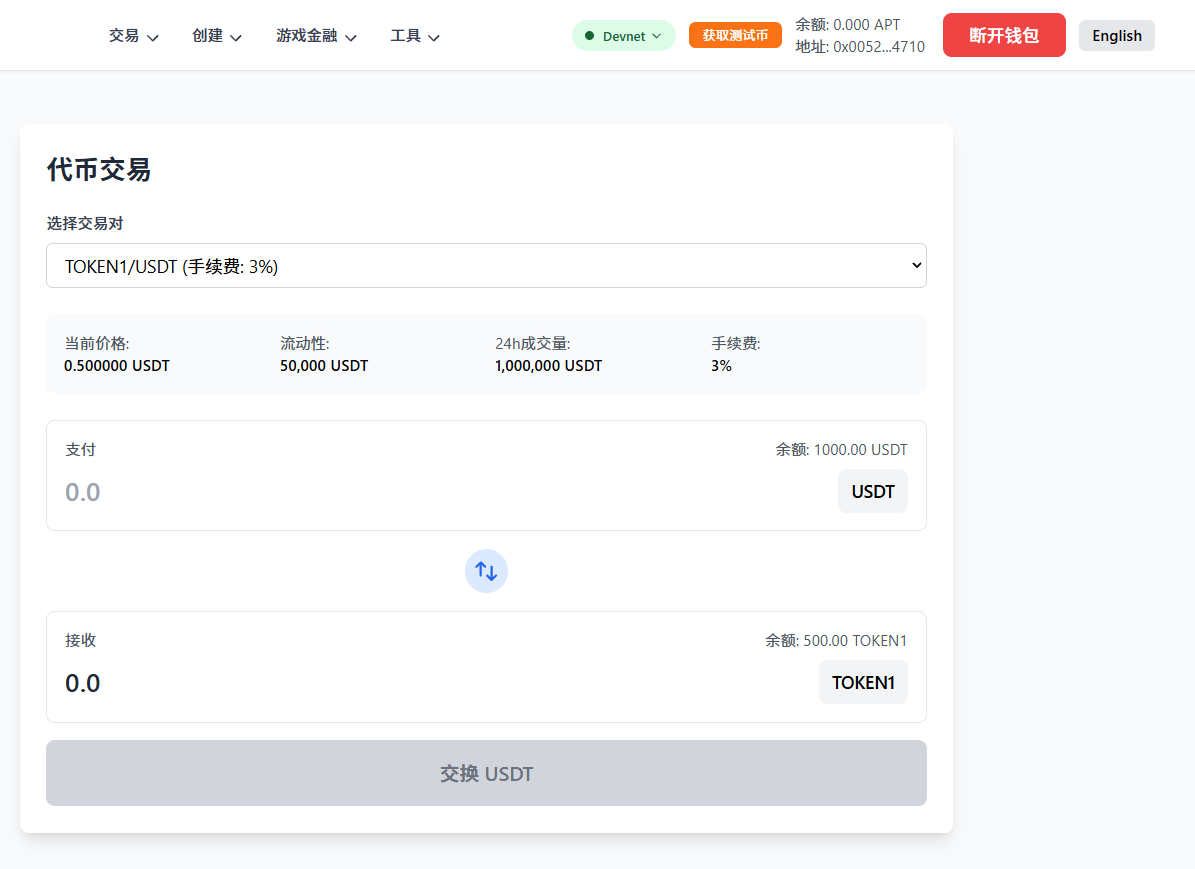 交易 创建 游戏金融 工具 Devnet 获取测试币 余额: 0.000 APT 断开钱包 English
地址: 0x0052...4710
代币交易
选择交易对
TOKEN1/USDT (手续费: 3%)
当前价格: 流动性: 24h成交量: 手续费:
0.500000 USDT 50,000 USDT 1,000,000 USDT 3%
支付 余额: 1000.00 USDT
0.0 USDT
接收 余额: 500.00 TOKEN1
0.0 TOKEN1
交换 USDT